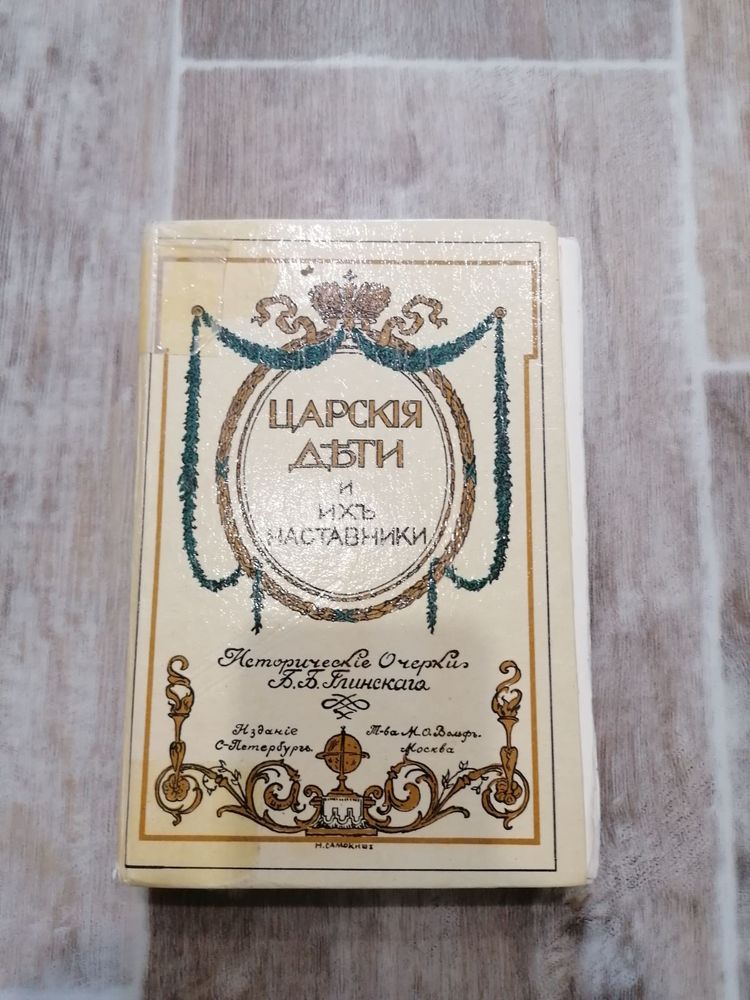 ЦАРСКІЯ
ДѢТИ
И
ИХЪ
НАСТАВНИКИ
Историческіе Очерки
Б.Б. Глинскаго
Изданіе Т-ва М.О. Вольфъ.
С-Петербургъ Москва
Н. САМОКИШЪ